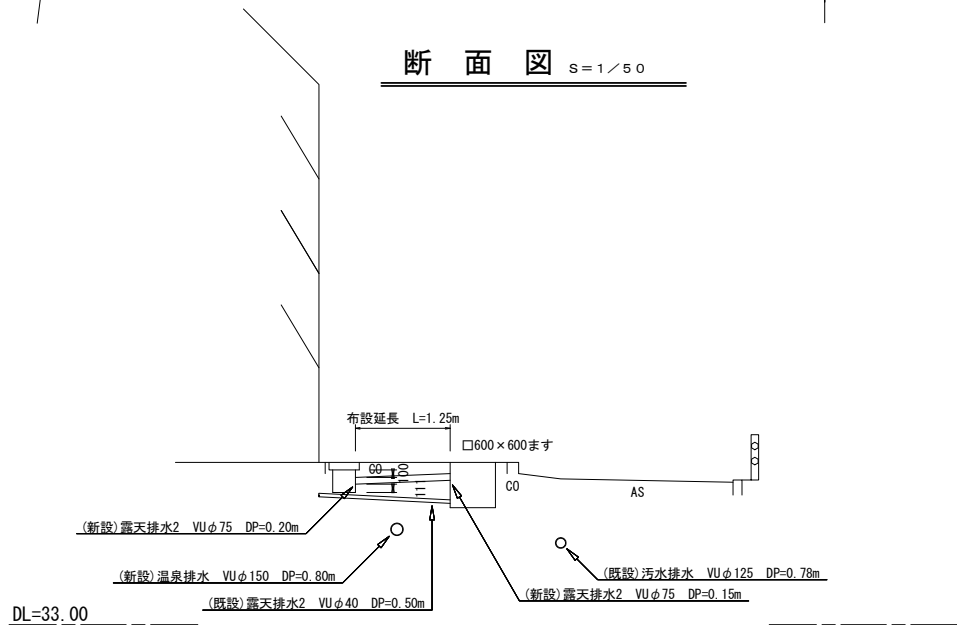 断面図 S=1/50
布設延長 L=1.25m
□600×600ます
CO
100
111
CO
AS
(新設)露天排水2 VUφ75 DP=0.20m
(新設)温泉排水 VUφ150 DP=0.80m
(既設)汚水排水 VUφ125 DP=0.78m
(既設)露天排水2 VUφ40 DP=0.50m
(新設)露天排水2 VUφ75 DP=0.15m
DL=33.00